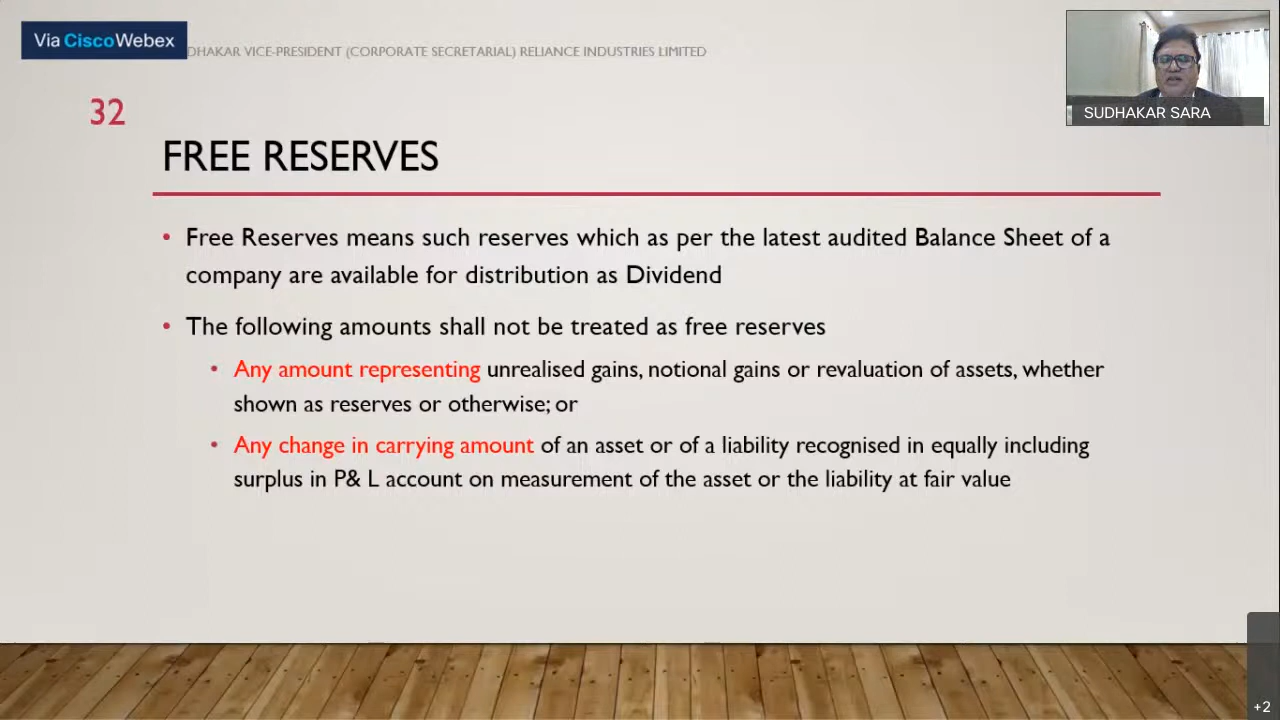 Via CiscoWebex
DHAKAR VICE-PRESIDENT (CORPORATE SECRETARIAL) RELIANCE INDUSTRIES LIMITED
SUDHAKAR SARA
32
FREE RESERVES
• Free Reserves means such reserves which as per the latest audited Balance Sheet of a
company are available for distribution as Dividend
• The following amounts shall not be treated as free reserves
• Any amount representing unrealised gains, notional gains or revaluation of assets, whether
shown as reserves or otherwise; or
• Any change in carrying amount of an asset or of a liability recognised in equally including
surplus in P& L account on measurement of the asset or the liability at fair value
+2